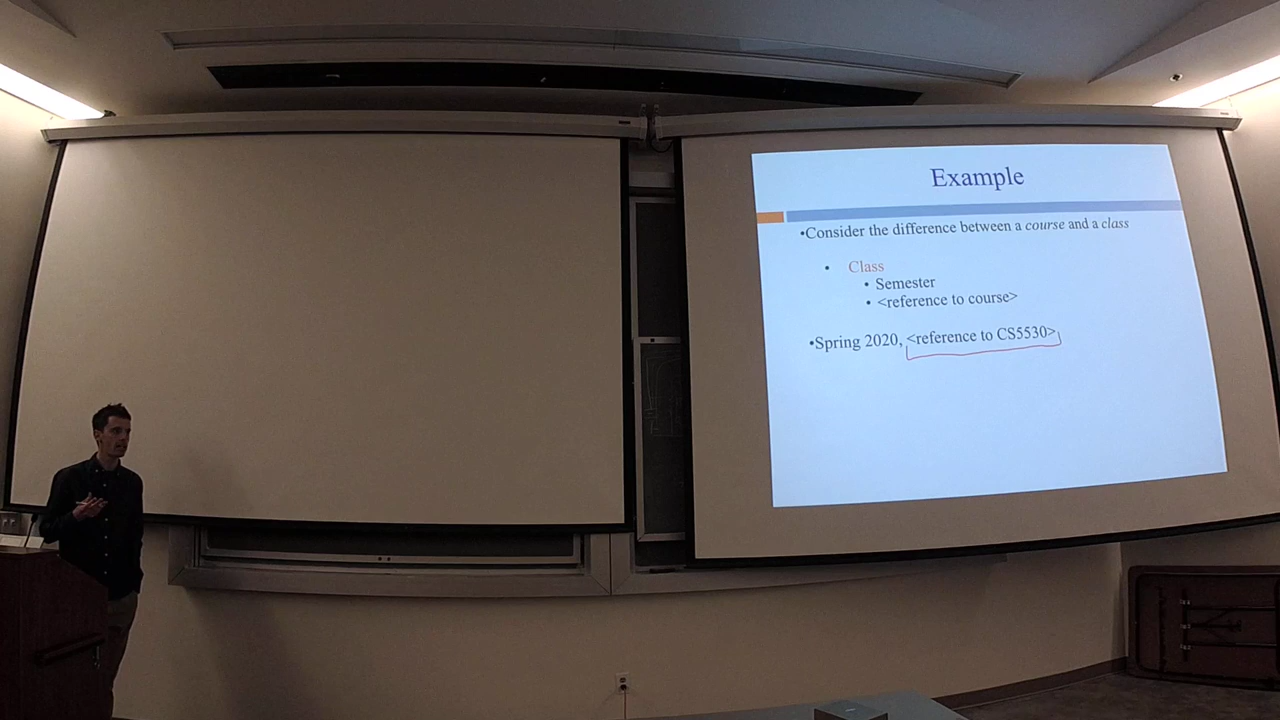 Example
•Consider the difference between a course and a class
• Class
• Semester
• <reference to course>
•Spring 2020, <reference to CS5530>